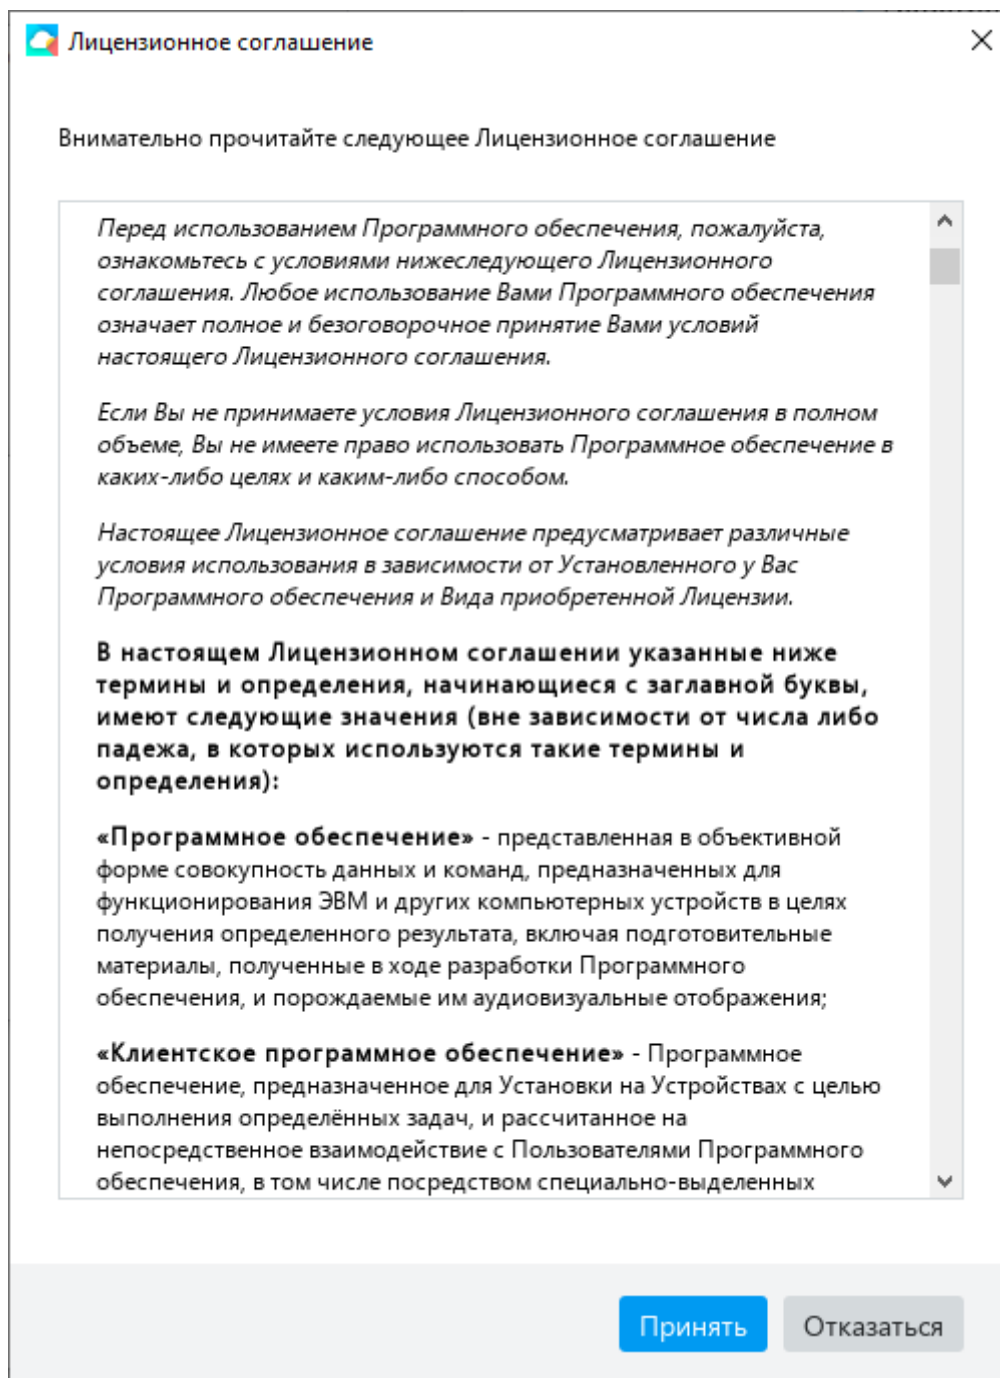 Лицензионное соглашение
Внимательно прочитайте следующее Лицензионное соглашение
Перед использованием Программного обеспечения, пожалуйста,
ознакомьтесь с условиями нижеследующего Лицензионного
соглашения. Любое использование Вами Программного обеспечения
означает полное и безоговорочное принятие Вами условий
настоящего Лицензионного соглашения.
Если Вы не принимаете условия Лицензионного соглашения в полном
объеме, Вы не имеете право использовать Программное обеспечение в
каких-либо целях и каким-либо способом.
Настоящее Лицензионное соглашение предусматривает различные
условия использования в зависимости от Установленного у Вас
Программного обеспечения и Вида приобретенной Лицензии.
В настоящем Лицензионном соглашении указанные ниже
термины и определения, начинающиеся с заглавной буквы,
имеют следующие значения (вне зависимости от числа либо
падежа, в которых используются такие термины и
определения):
«Программное обеспечение» - представленная в объективной
форме совокупность данных и команд, предназначенных для
функционирования ЭВМ и других компьютерных устройств в целях
получения определенного результата, включая подготовительные
материалы, полученные в ходе разработки Программного
обеспечения, и порождаемые им аудиовизуальные отображения;
«Клиентское программное обеспечение» - Программное
обеспечение, предназначенное для Установки на Устройствах с целью
выполнения определённых задач, и рассчитанное на
непосредственное взаимодействие с Пользователями Программного
обеспечения, в том числе посредством специально-выделенных
Принять
Отказаться